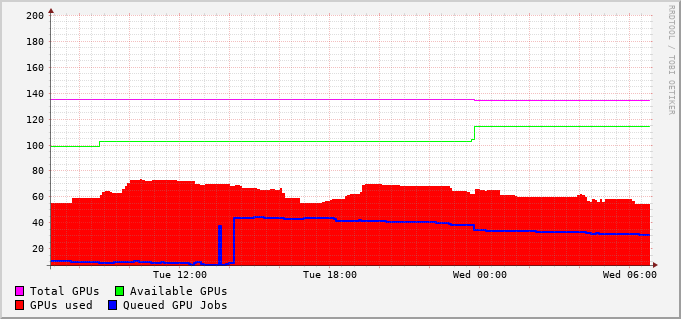 200
180
160
140
120
100
80
60
40
20
Tue 12:00 Tue 18:00 Wed 00:00 Wed 06:00
Total GPUs Available GPUs
GPUs used Queued GPU Jobs
RRDTOOL / TOBI OETIKER